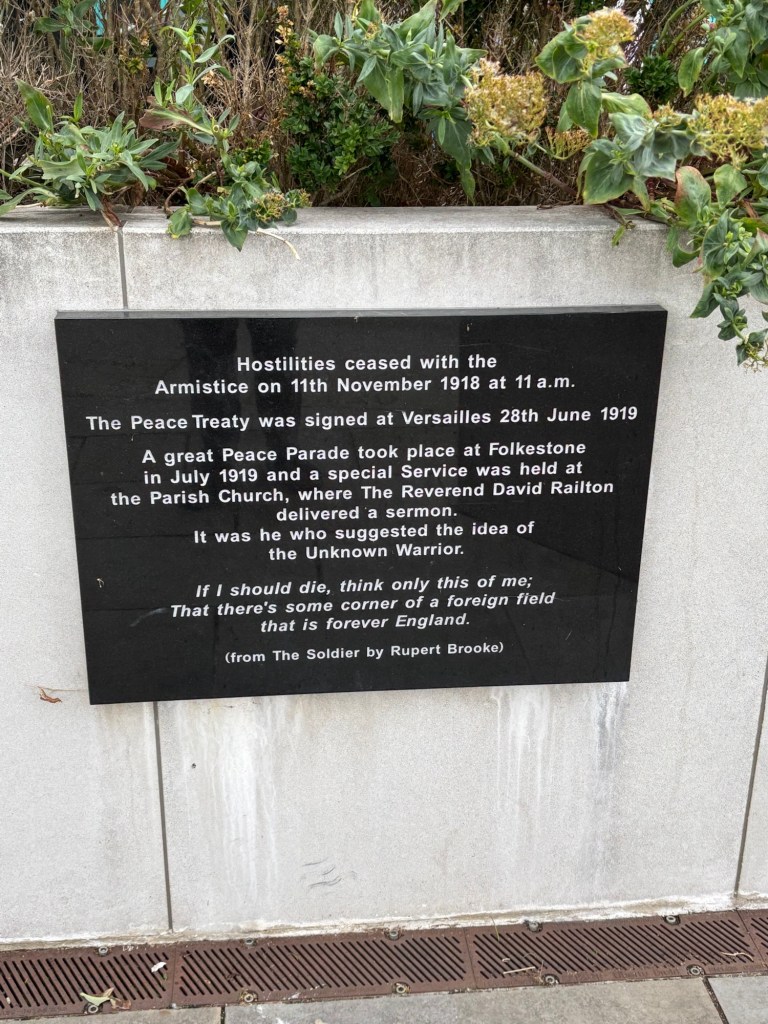 Hostilities ceased with the
Armistice on 11th November 1918 at 11 a.m.
The Peace Treaty was signed at Versailles 28th June 1919
A great Peace Parade took place at Folkestone
in July 1919 and a special Service was held at
the Parish Church, where The Reverend David Railton
delivered a sermon.
It was he who suggested the idea of
the Unknown Warrior.
If I should die, think only this of me;
That there's some corner of a foreign field
that is forever England.
(from The Soldier by Rupert Brooke)